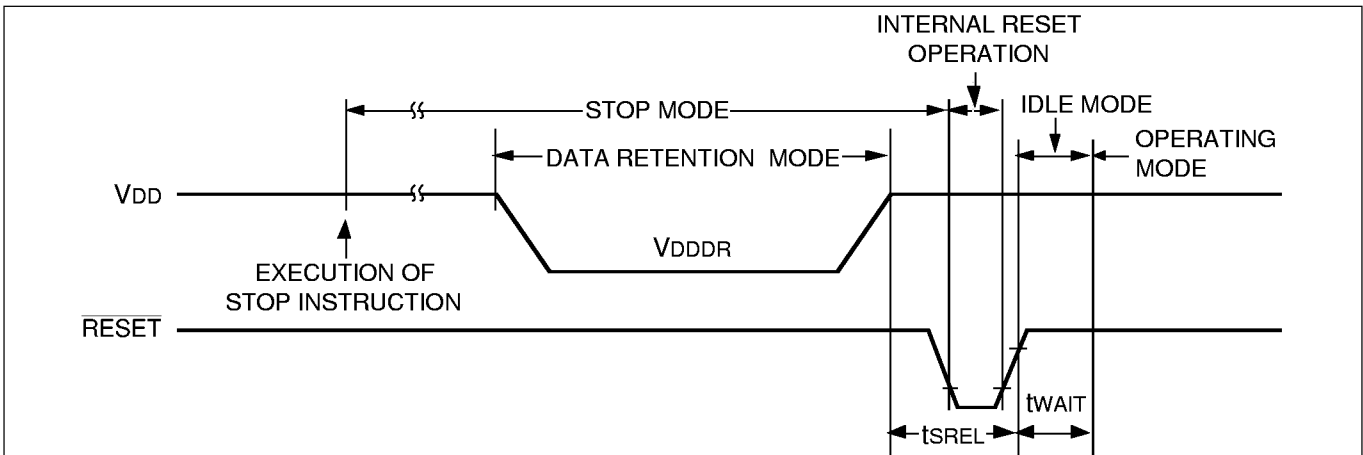 INTERNAL RESET
OPERATION
STOP MODE
IDLE MODE
DATA RETENTION MODE
OPERATING
MODE
VDD
VDDDR
EXECUTION OF
STOP INSTRUCTION
RESET
tWAIT
tSREL